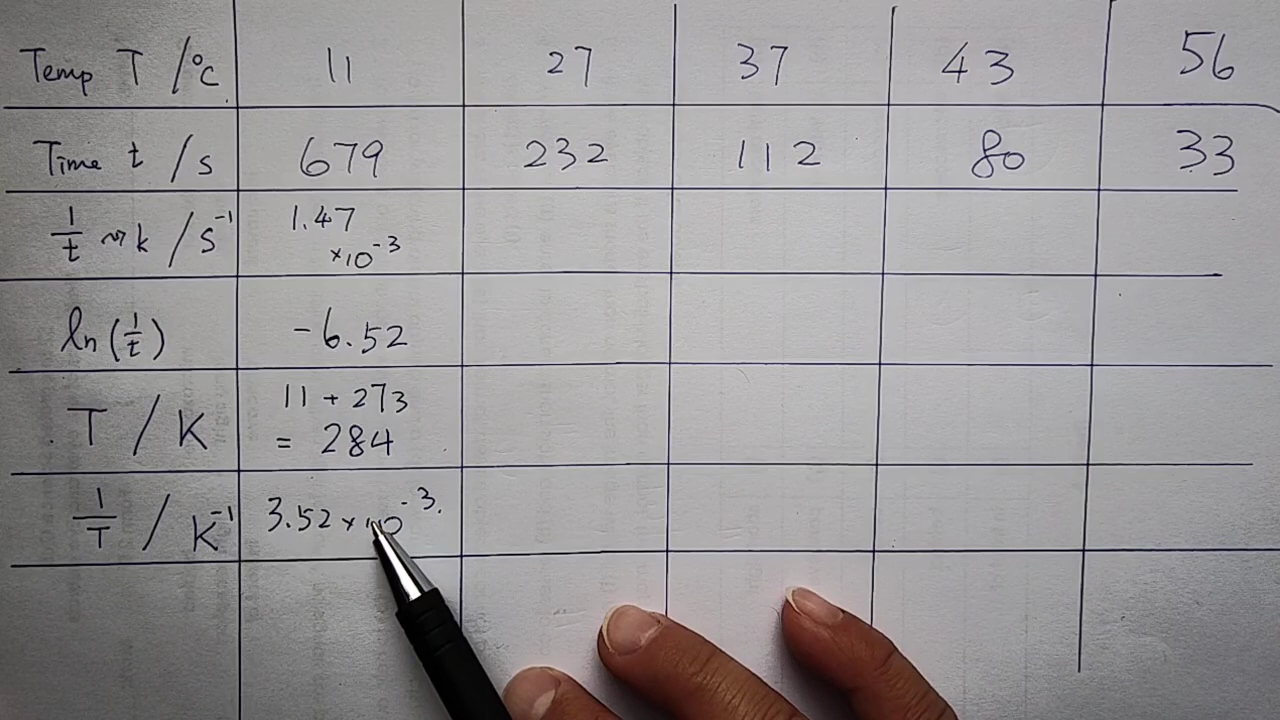 Temp T / °C 11 27 37 43 56
Time t / s 679 232 112 80 33
1/t ∾ k / S⁻¹ 1.47
×10⁻³
ln(1/t) -6.52
T / K 11 + 273
= 284
1/T / K⁻¹ 3.52 × 10⁻³.